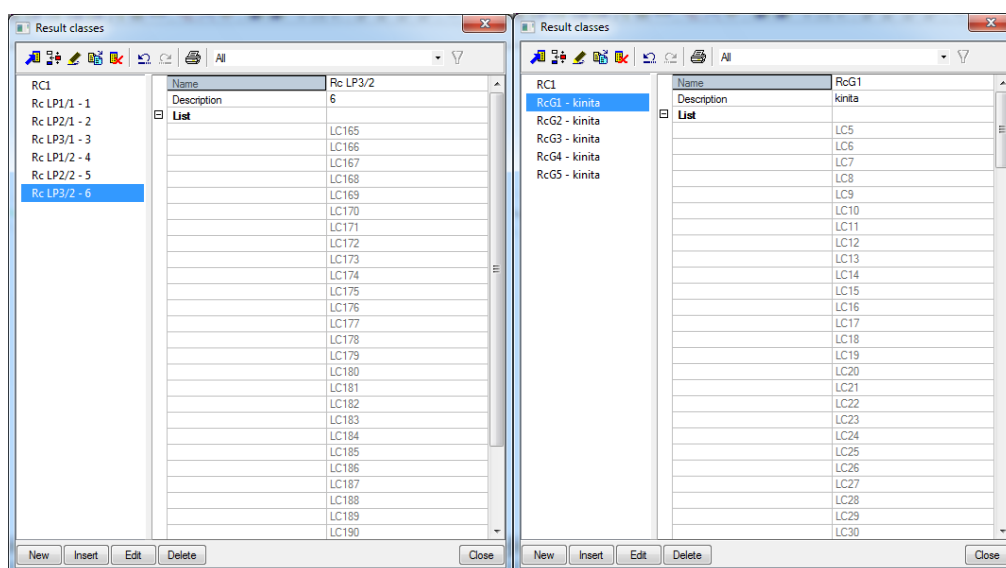 Result classes
All
RC1
Rc LP1/1 - 1
Rc LP2/1 - 2
Rc LP3/1 - 3
Rc LP1/2 - 4
Rc LP2/2 - 5
Rc LP3/2 - 6
Name Rc LP3/2
Description 6
List
LC165
LC166
LC167
LC168
LC169
LC170
LC171
LC172
LC173
LC174
LC175
LC176
LC177
LC178
LC179
LC180
LC181
LC182
LC183
LC184
LC185
LC186
LC187
LC188
LC189
LC190
New Insert Edit Delete Close
Result classes
All
RC1
RcG1 - kinita
RcG2 - kinita
RcG3 - kinita
RcG4 - kinita
RcG5 - kinita
Name RcG1
Description kinita
List
LC5
LC6
LC7
LC8
LC9
LC10
LC11
LC12
LC13
LC14
LC15
LC16
LC17
LC18
LC19
LC20
LC21
LC22
LC23
LC24
LC25
LC26
LC27
LC28
LC29
LC30
New Insert Edit Delete Close